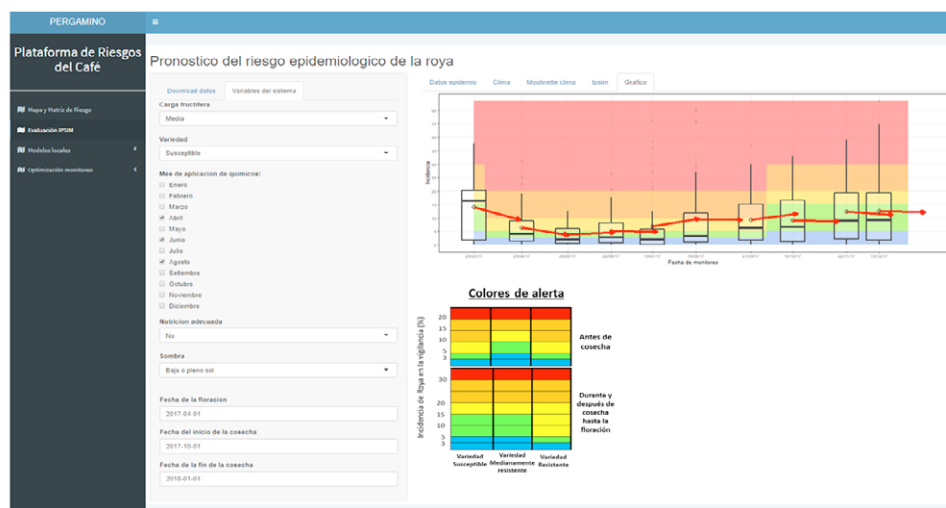 PERGAMINO
Plataforma de Riesgos
del Café
Mapa y Matriz de Riesgo
Evaluación IPSIM
Modelos locales
Optimización monitoreo
Pronostico del riesgo epidemiologico de la roya
Download datos
Variables del sistema
Carga fructifera
Media
Variedad
Susceptible
Mes de aplicacion de quimicos:
Enero
Febrero
Marzo
Abril
Mayo
Junio
Julio
Agosto
Setiembre
Octubre
Noviembre
Diciembre
Nutricion adecuada
No
Sombra
Baja o pleno sol
Fecha de la floracion
2017-04-01
Fecha del inicio de la cosecha
2017-10-01
Fecha de la fin de la cosecha
2018-01-01
Datos epidemio
Clima
Moulinette clima
Ipsim
Grafico
Incidencia
Fecha de monitoreo
Colores de alerta
Incidencia de Roya en la vigilancia (%)
20
15
10
5
3
Antes de
cosecha
30
20
15
10
5
3
Durante y
después de
cosecha
hasta la
floración
Variedad
Susceptible
Variedad
Medianamente
resistente
Variedad
Resistente